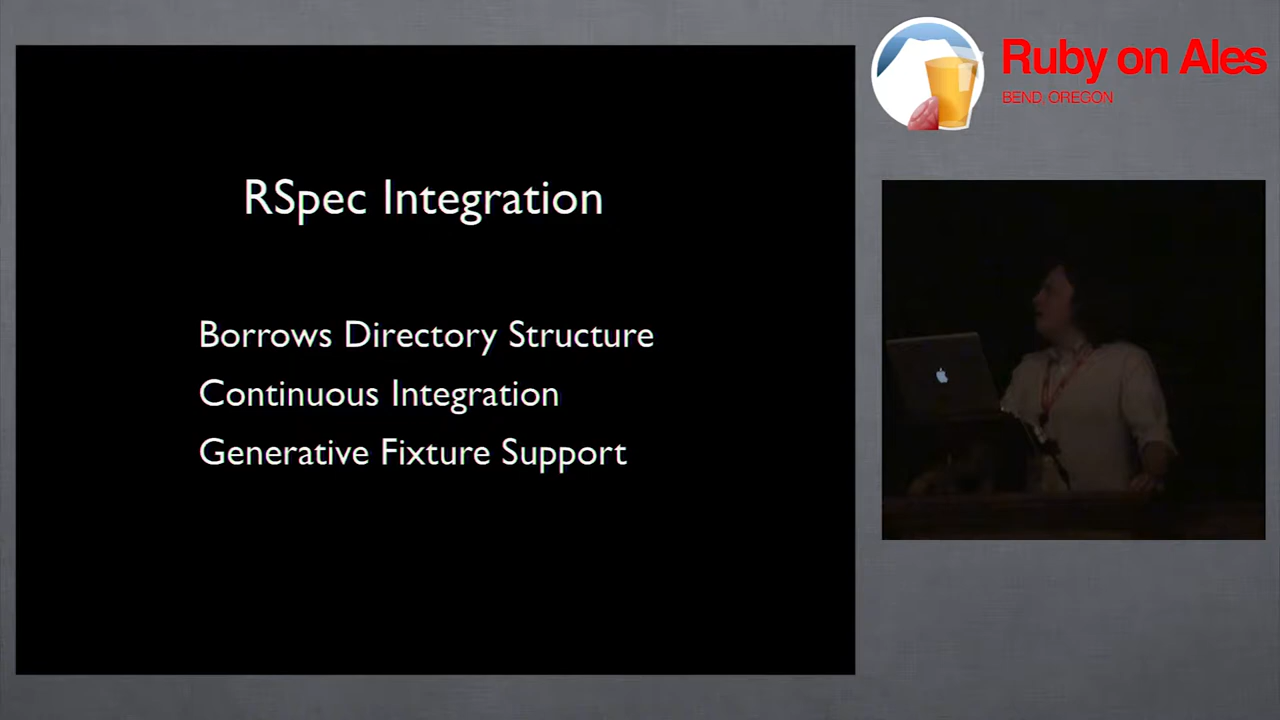 Ruby on Ales
BEND, OREGON
RSpec Integration
Borrows Directory Structure
Continuous Integration
Generative Fixture Support